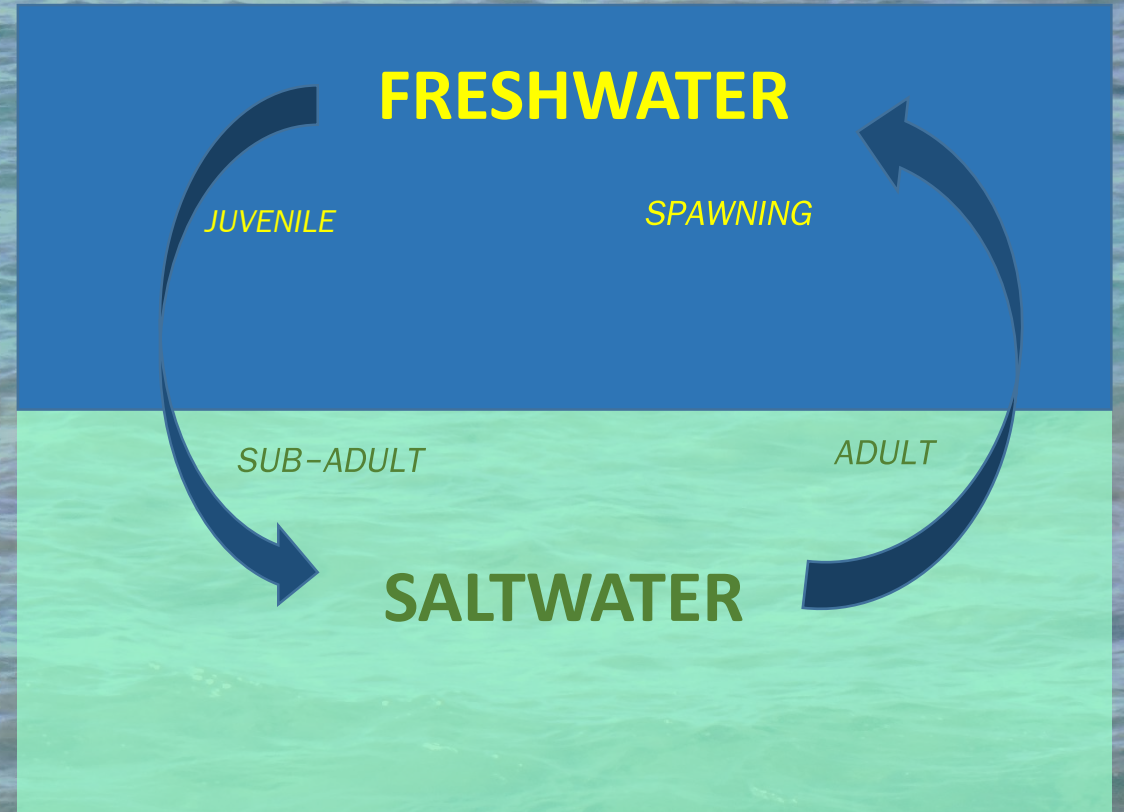 FRESHWATER
JUVENILE
SPAWNING
SUB-ADULT
ADULT
SALTWATER